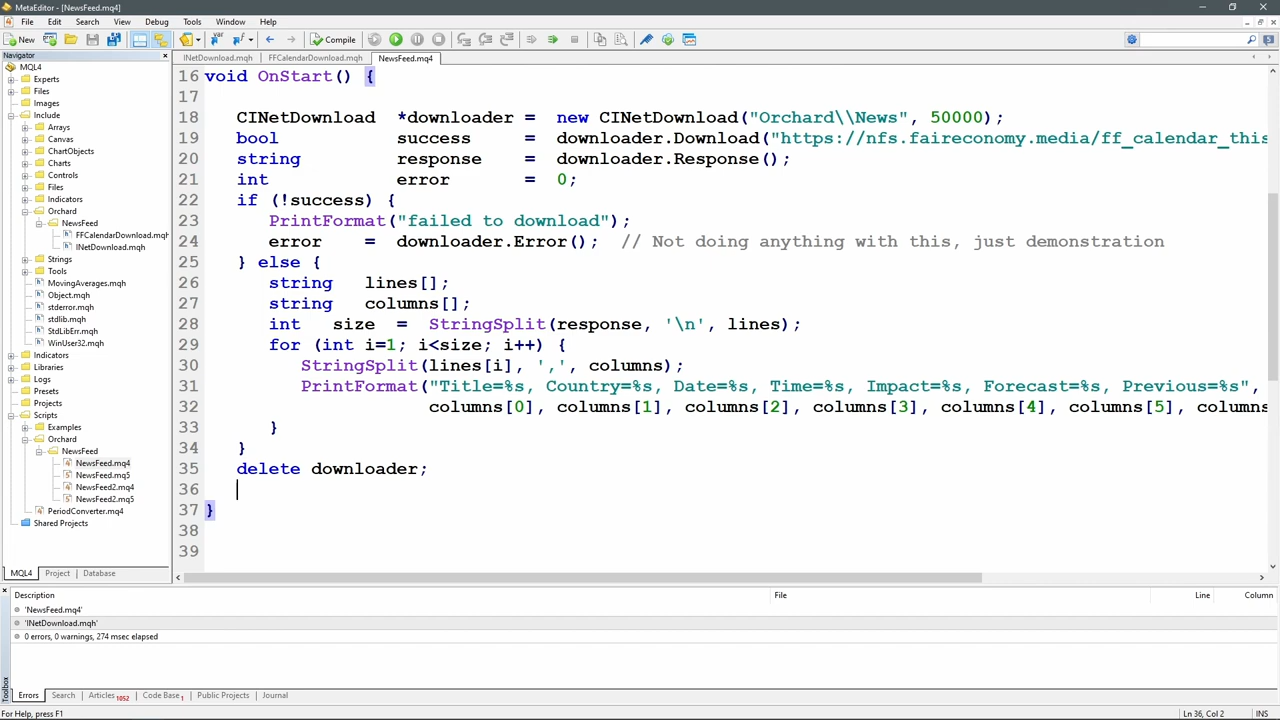 MetaEditor - [NewsFeed.mq4]
File Edit Search View Debug Tools Window Help
New Compile
Navigator
INetDownload.mqh FFCalendarDownload.mqh NewsFeed.mq4
MQL4
Experts
Files
Images
Include
Arrays
Canvas
ChartObjects
Charts
Controls
Files
Indicators
Orchard
NewsFeed
FFCalendarDownload.mqh
INetDownload.mqh
Strings
Tools
MovingAverages.mqh
Object.mqh
stderror.mqh
stdlib.mqh
StdLibErr.mqh
WinUser32.mqh
Indicators
Libraries
Logs
Presets
Projects
Scripts
Examples
Orchard
NewsFeed
NewsFeed.mq4
NewsFeed.mq5
NewsFeed2.mq4
NewsFeed2.mq5
PeriodConverter.mq4
Shared Projects
MQL4 Project Database
16 void OnStart() {
17
18 CINetDownload *downloader = new CINetDownload("Orchard\\News", 50000);
19 bool success = downloader.Download("https://nfs.faireconomy.media/ff_calendar_this
20 string response = downloader.Response();
21 int error = 0;
22 if (!success) {
23 PrintFormat("failed to download");
24 error = downloader.Error(); // Not doing anything with this, just demonstration
25 } else {
26 string lines[];
27 string columns[];
28 int size = StringSplit(response, '\n', lines);
29 for (int i=1; i<size; i++) {
30 StringSplit(lines[i], ',', columns);
31 PrintFormat("Title=%s, Country=%s, Date=%s, Time=%s, Impact=%s, Forecast=%s, Previous=%s",
32 columns[0], columns[1], columns[2], columns[3], columns[4], columns[5], columns
33 }
34 }
35 delete downloader;
36
37 }
38
39
Description File Line Column
'NewsFeed.mq4'
'INetDownload.mqh'
0 errors, 0 warnings, 274 msec elapsed
Toolbox
Errors Search Articles 1052 Code Base 1 Public Projects Journal
For Help, press F1 Ln 36, Col 2 INS